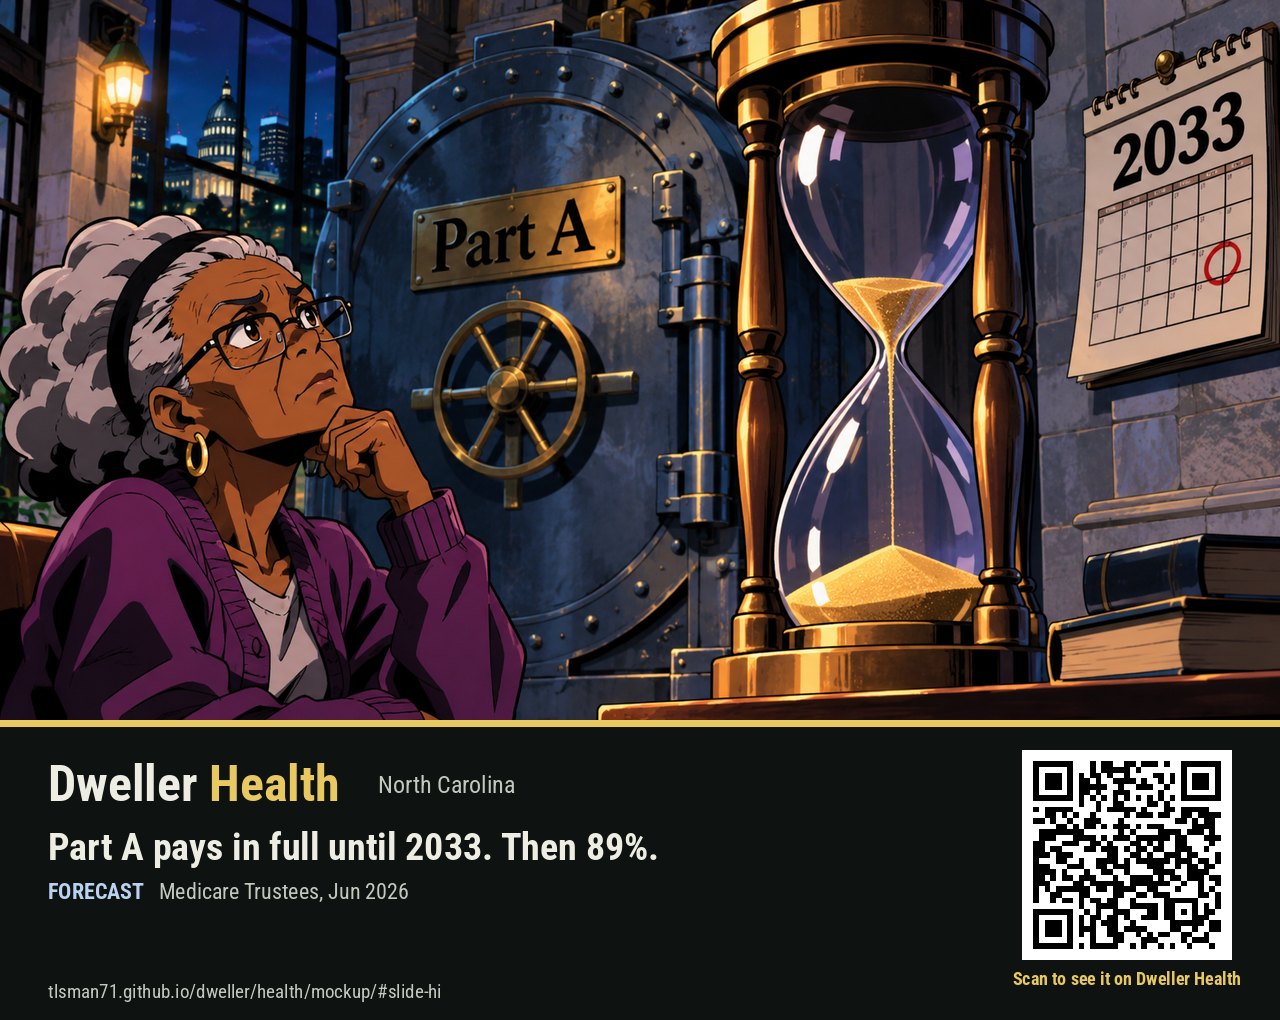 Part A
2033
Dweller Health
North Carolina
Part A pays in full until 2033. Then 89%.
FORECAST Medicare Trustees, Jun 2026
tlsman71.github.io/dweller/health/mockup/#slide-hi
Scan to see it on Dweller Health